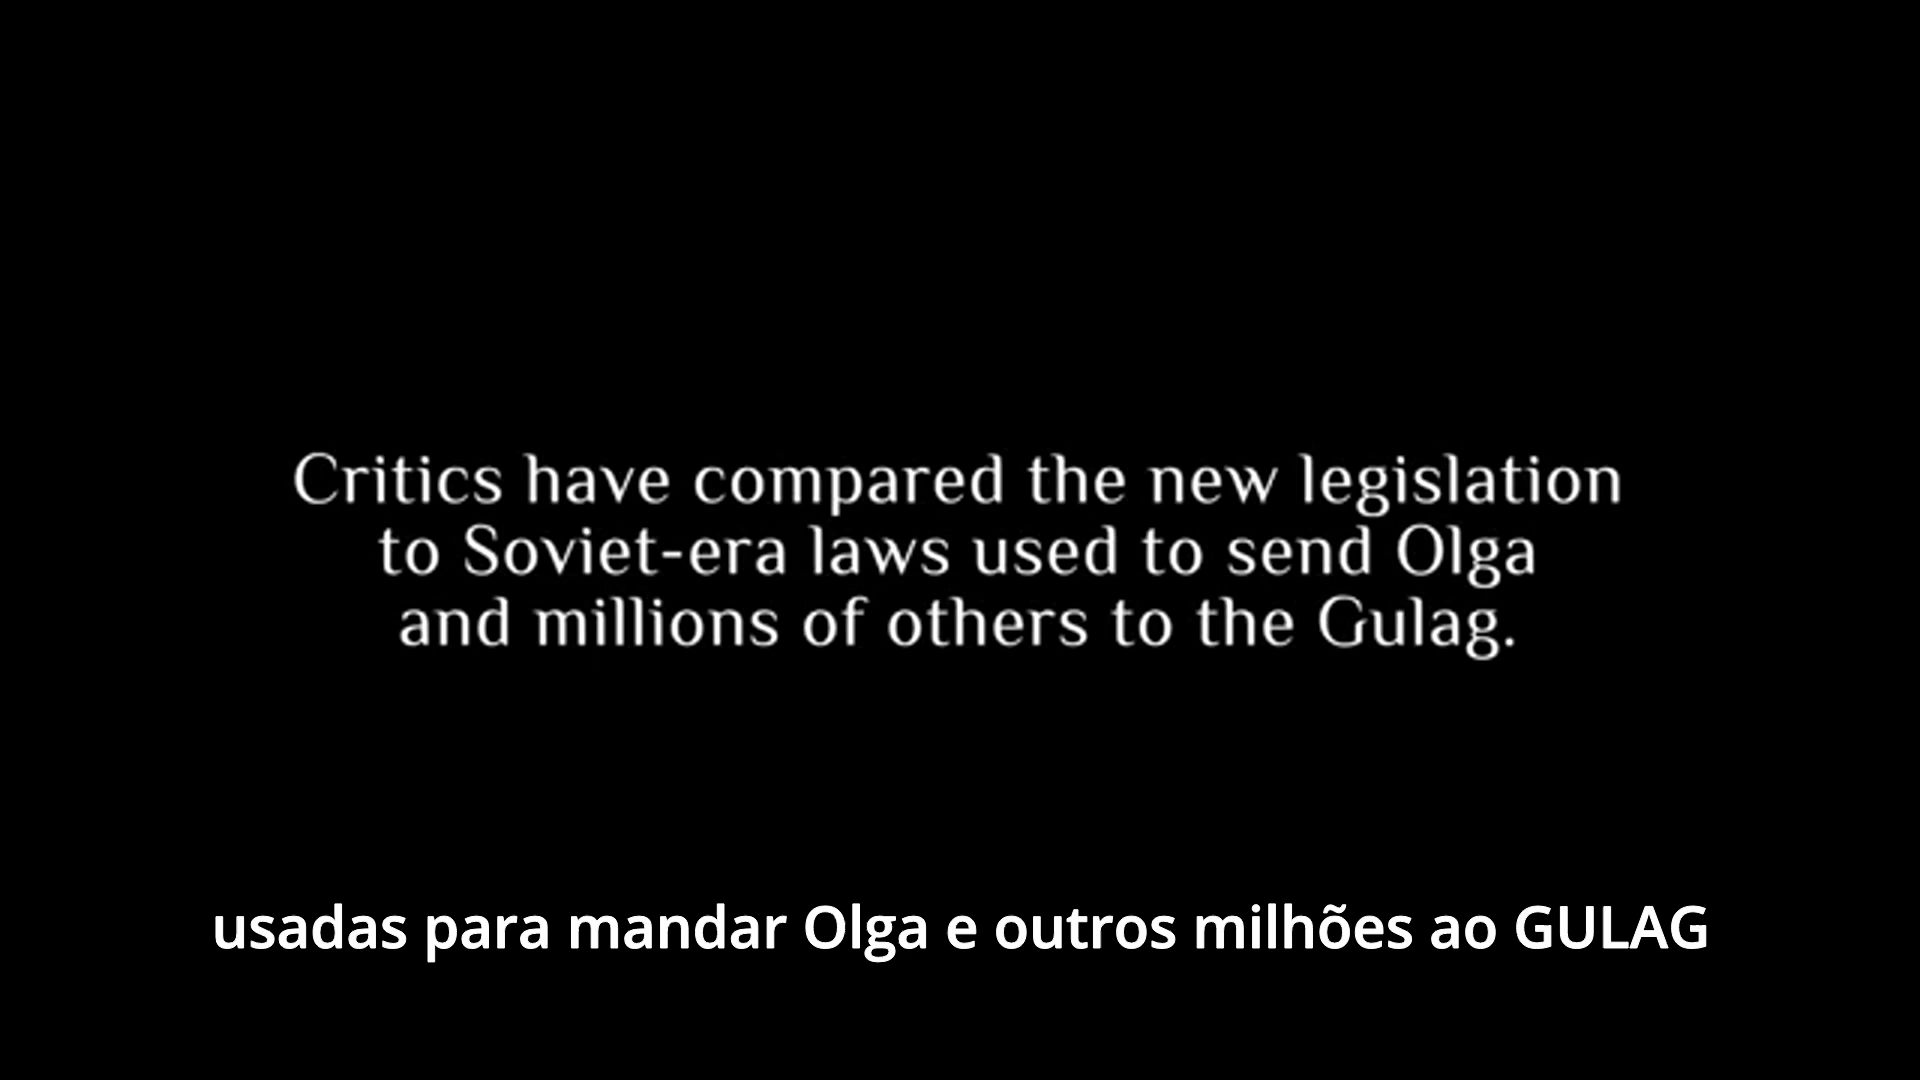 Critics have compared the new legislation
to Soviet-era laws used to send Olga
and millions of others to the Gulag.
usadas para mandar Olga e outros milhões ao GULAG